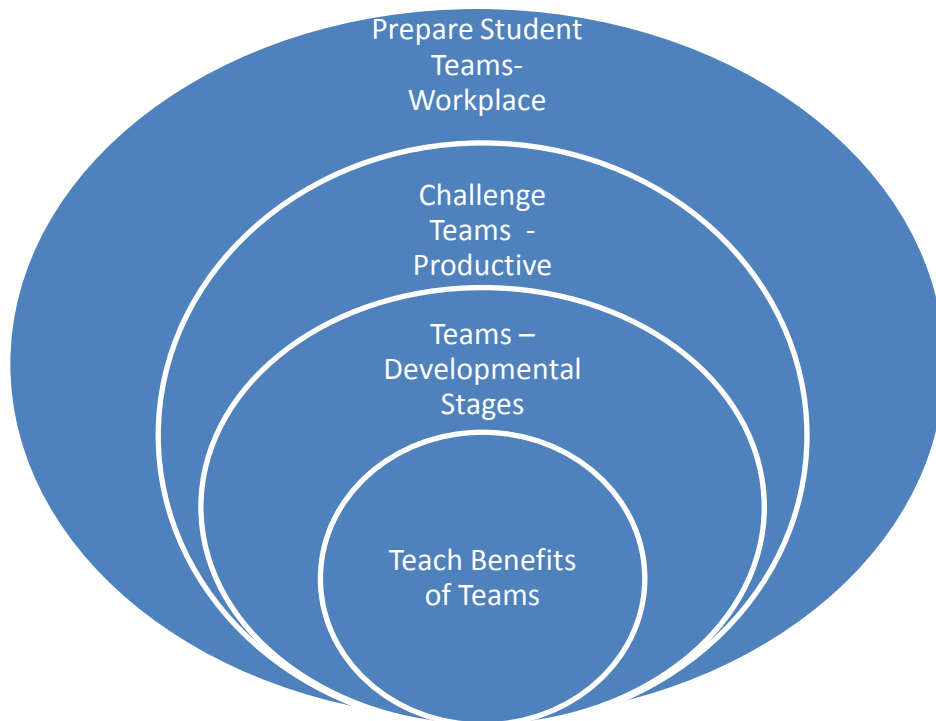 Prepare Student
Teams-
Workplace
Challenge
Teams -
Productive
Teams –
Developmental
Stages
Teach Benefits
of Teams